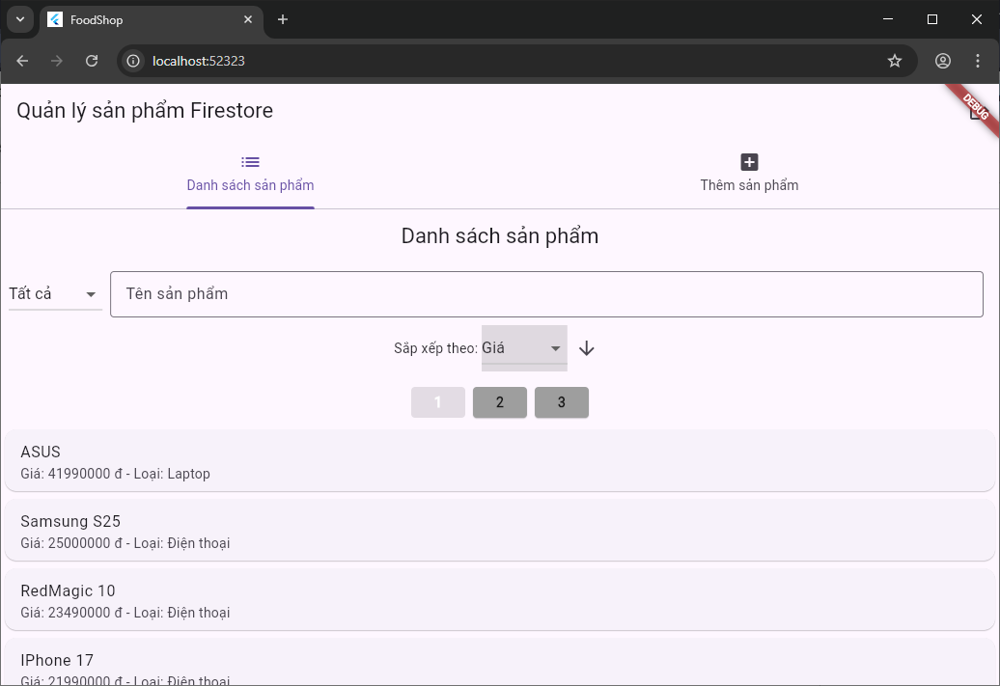 FoodShop
localhost:52323
Quản lý sản phẩm Firestore
DEBUG
Danh sách sản phẩm
Thêm sản phẩm
Danh sách sản phẩm
Tất cả
Tên sản phẩm
Sắp xếp theo: Giá
1 2 3
ASUS
Giá: 41990000 đ - Loại: Laptop
Samsung S25
Giá: 25000000 đ - Loại: Điện thoại
RedMagic 10
Giá: 23490000 đ - Loại: Điện thoại
IPhone 17
Giá: 21990000 đ - Loại: Điện thoại